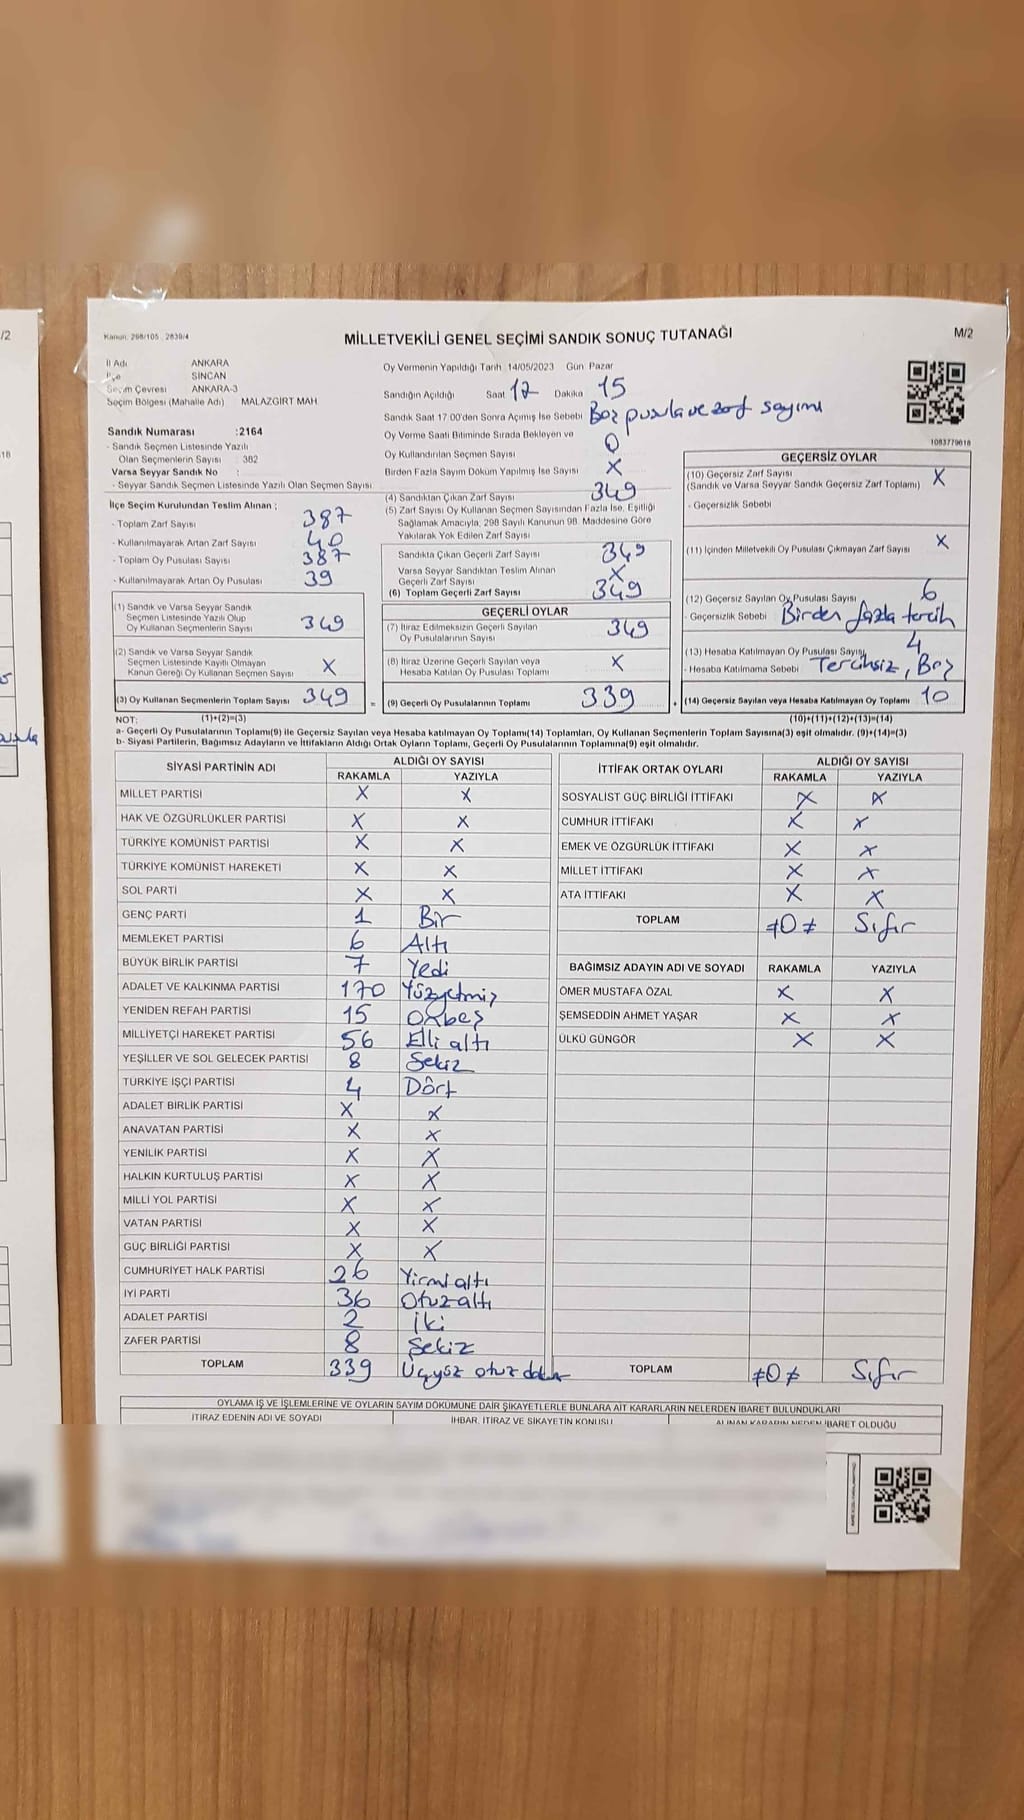 /2
Kanun: 298/105 . 2839/4
MİLLETVEKİLİ GENEL SEÇİMİ SANDIK SONUÇ TUTANAĞI
M/2
İl Adı ANKARA
SİNCAN
Seçim Çevresi ANKARA-3
Seçim Bölgesi (Mahalle Adı) MALAZGİRT MAH.
Sandık Numarası :2164
- Sandık Seçmen Listesinde Yazılı
Olan Seçmenlerin Sayısı : 382
Varsa Seyyar Sandık No :
- Seyyar Sandık Seçmen Listesinde Yazılı Olan Seçmen Sayısı
Oy Vermenin Yapıldığı Tarih 14/05/2023 Gün Pazar
Sandığın Açıldığı Saat 17 Dakika 15
Sandık Saat 17:00'den Sonra Açılmış İse Sebebi Boş pusula ve zarf sayımı
Oy Verme Saati Bitiminde Sırada Bekleyen ve
Oy Kullandırılan Seçmen Sayısı 0
Birden Fazla Sayım Döküm Yapılmış İse Sayısı X
1083779618
İlçe Seçim Kurulundan Teslim Alınan ;
- Toplam Zarf Sayısı 387
- Kullanılmayarak Artan Zarf Sayısı 40
- Toplam Oy Pusulası Sayısı 387
- Kullanılmayarak Artan Oy Pusulası 39
(4) Sandıktan Çıkan Zarf Sayısı 349
(5) Zarf Sayısı Oy Kullanan Seçmen Sayısından Fazla İse, Eşitliği
Sağlamak Amacıyla, 298 Sayılı Kanunun 98. Maddesine Göre
Yakılarak Yok Edilen Zarf Sayısı
Sandıkta Çıkan Geçerli Zarf Sayısı 349
Varsa Seyyar Sandıktan Teslim Alınan
Geçerli Zarf Sayısı X
(6) Toplam Geçerli Zarf Sayısı 349
GEÇERSİZ OYLAR
(10) Geçersiz Zarf Sayısı
(Sandık ve Varsa Seyyar Sandık Geçersiz Zarf Toplamı) X
- Geçersizlik Sebebi
(11) İçinden Milletvekili Oy Pusulası Çıkmayan Zarf Sayısı X
(12) Geçersiz Sayılan Oy Pusulası Sayısı 6
- Geçersizlik Sebebi Birden fazla tercih
(13) Hesaba Katılmayan Oy Pusulası Sayısı 4
- Hesaba Katılmama Sebebi Tercihsiz, Boş
(14) Geçersiz Sayılan veya Hesaba Katılmayan Oy Toplamı 10
(10)+(11)+(12)+(13)=(14)
(1) Sandık ve Varsa Seyyar Sandık
Seçmen Listesinde Yazılı Olup
Oy Kullanan Seçmenlerin Sayısı 349
(2) Sandık ve Varsa Seyyar Sandık
Seçmen Listesinde Kayıtlı Olmayan
Kanun Gereği Oy Kullanan Seçmen Sayısı X
(3) Oy Kullanan Seçmenlerin Toplam Sayısı 349
=
GEÇERLİ OYLAR
(7) İtiraz Edilmeksizin Geçerli Sayılan
Oy Pusulalarının Sayısı 349
(8) İtiraz Üzerine Geçerli Sayılan veya
Hesaba Katılan Oy Pusulası Toplamı X
(9) Geçerli Oy Pusulalarının Toplamı 339
+
NOT: (1)+(2)=(3)
a- Geçerli Oy Pusulasının Toplamı(9) ile Geçersiz Sayılan veya Hesaba katılmayan Oy Toplamı(14) Toplamları, Oy Kullanan Seçmenlerin Toplam Sayısına(3) eşit olmalıdır. (9)+(14)=(3)
b- Siyasi Partilerin, Bağımsız Adayların ve İttifakların Aldığı Ortak Oyların Toplamı, Geçerli Oy Pusulalarının Toplamına(9) eşit olmalıdır.
SİYASİ PARTİNİN ADI ALDIĞI OY SAYISI
RAKAMLA YAZIYLA
MİLLET PARTİSİ X X
HAK VE ÖZGÜRLÜKLER PARTİSİ X X
TÜRKİYE KOMÜNİST PARTİSİ X X
TÜRKİYE KOMÜNİST HAREKETİ X X
SOL PARTİ X X
GENÇ PARTİ 1 Bir
MEMLEKET PARTİSİ 6 Altı
BÜYÜK BİRLİK PARTİSİ 7 Yedi
ADALET VE KALKINMA PARTİSİ 170 Yüzyetmiş
YENİDEN REFAH PARTİSİ 15 Onbeş
MİLLİYETÇİ HAREKET PARTİSİ 56 Elli altı
YEŞİLLER VE SOL GELECEK PARTİSİ 8 Sekiz
TÜRKİYE İŞÇİ PARTİSİ 4 Dört
ADALET BİRLİK PARTİSİ X X
ANAVATAN PARTİSİ X X
YENİLİK PARTİSİ X X
HALKIN KURTULUŞ PARTİSİ X X
MİLLİ YOL PARTİSİ X X
VATAN PARTİSİ X X
GÜÇ BİRLİĞİ PARTİSİ X X
CUMHURİYET HALK PARTİSİ 26 Yirmi altı
İYİ PARTİ 36 Otuz altı
ADALET PARTİSİ 2 İki
ZAFER PARTİSİ 8 Sekiz
TOPLAM 339 Üçyüz otuz dokuz
İTTİFAK ORTAK OYLARI ALDIĞI OY SAYISI
RAKAMLA YAZIYLA
SOSYALİST GÜÇ BİRLİĞİ İTTİFAKI X X
CUMHUR İTTİFAKI X X
EMEK VE ÖZGÜRLÜK İTTİFAKI X X
MİLLET İTTİFAKI X X
ATA İTTİFAKI X X
TOPLAM ≠0≠ Sıfır
BAĞIMSIZ ADAYIN ADI VE SOYADI RAKAMLA YAZIYLA
ÖMER MUSTAFA ÖZAL X X
ŞEMSEDDİN AHMET YAŞAR X X
ÜLKÜ GÜNGÖR X X
TOPLAM ≠0≠ Sıfır
OYLAMA İŞ VE İŞLEMLERİNE VE OYLARIN SAYIM DÖKÜMÜNE DAİR ŞİKAYETLERLE BUNLARA AİT KARARLARIN NELERDEN İBARET BULUNDUKLARI
İTİRAZ EDENİN ADI VE SOYADI İHBAR, İTİRAZ VE ŞİKAYETİN KONUSU ALINAN KARARIN NEDEN İBARET OLDUĞU